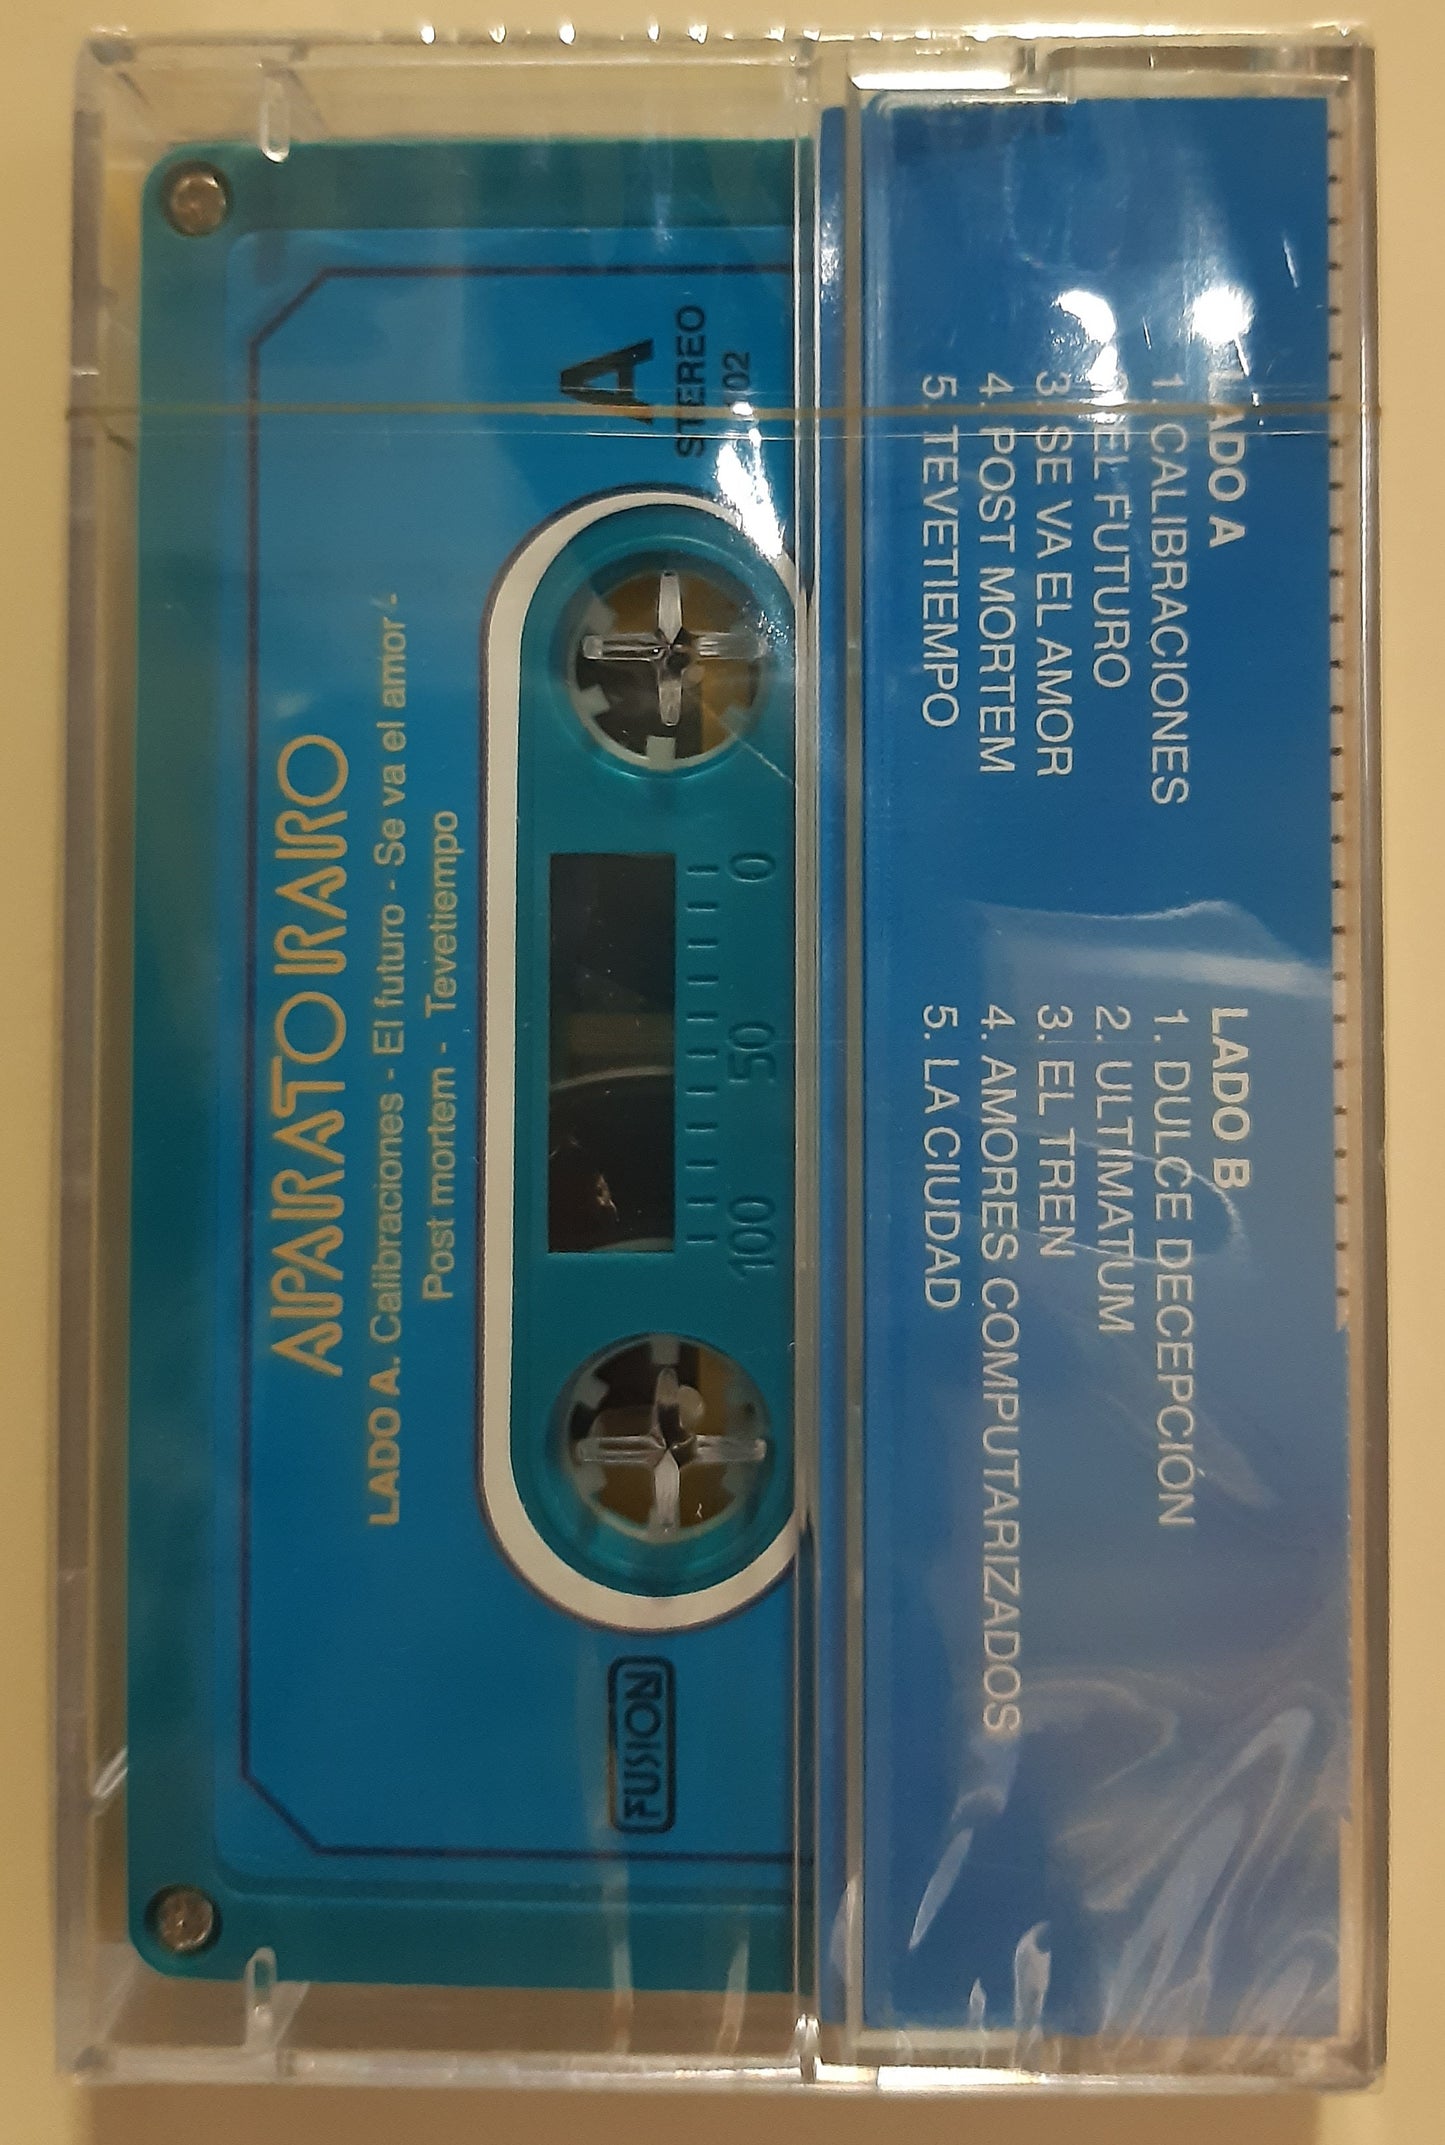 APARATO RARO
LADO A. Calibraciones - El futuro - Se va el amor -
Post mortem - Tevetiempo
A
STEREO
0 50 100
FUSION
LADO A
1. CALIBRACIONES
EL FUTURO
3. SE VA EL AMOR
4. POST MORTEM
5. TEVETIEMPO
LADO B
1. DULCE DECEPCIÓN
2. ULTIMATUM
3. EL TREN
4. AMORES COMPUTARIZADOS
5. LA CIUDAD